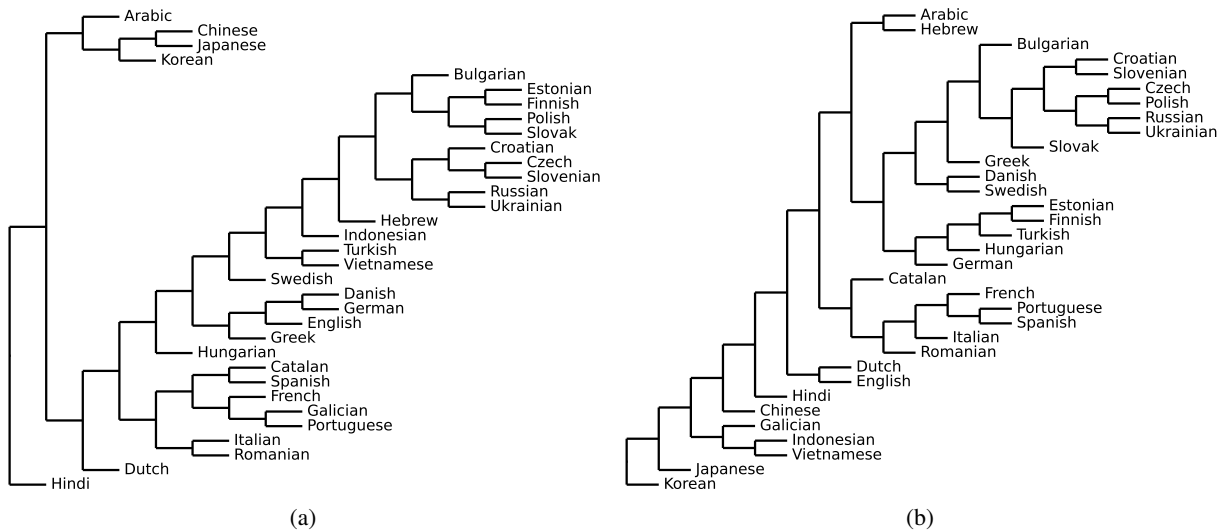 Arabic
Chinese
Japanese
Korean
Bulgarian
Estonian
Finnish
Polish
Slovak
Croatian
Czech
Slovenian
Russian
Ukrainian
Hebrew
Indonesian
Turkish
Vietnamese
Swedish
Danish
German
English
Greek
Hungarian
Catalan
Spanish
French
Galician
Portuguese
Italian
Romanian
Dutch
Hindi
(a)
Arabic
Hebrew
Bulgarian
Croatian
Slovenian
Czech
Polish
Russian
Ukrainian
Slovak
Greek
Danish
Swedish
Estonian
Finnish
Turkish
Hungarian
German
Catalan
French
Portuguese
Spanish
Italian
Romanian
Dutch
English
Hindi
Chinese
Galician
Indonesian
Vietnamese
Japanese
Korean
(b)